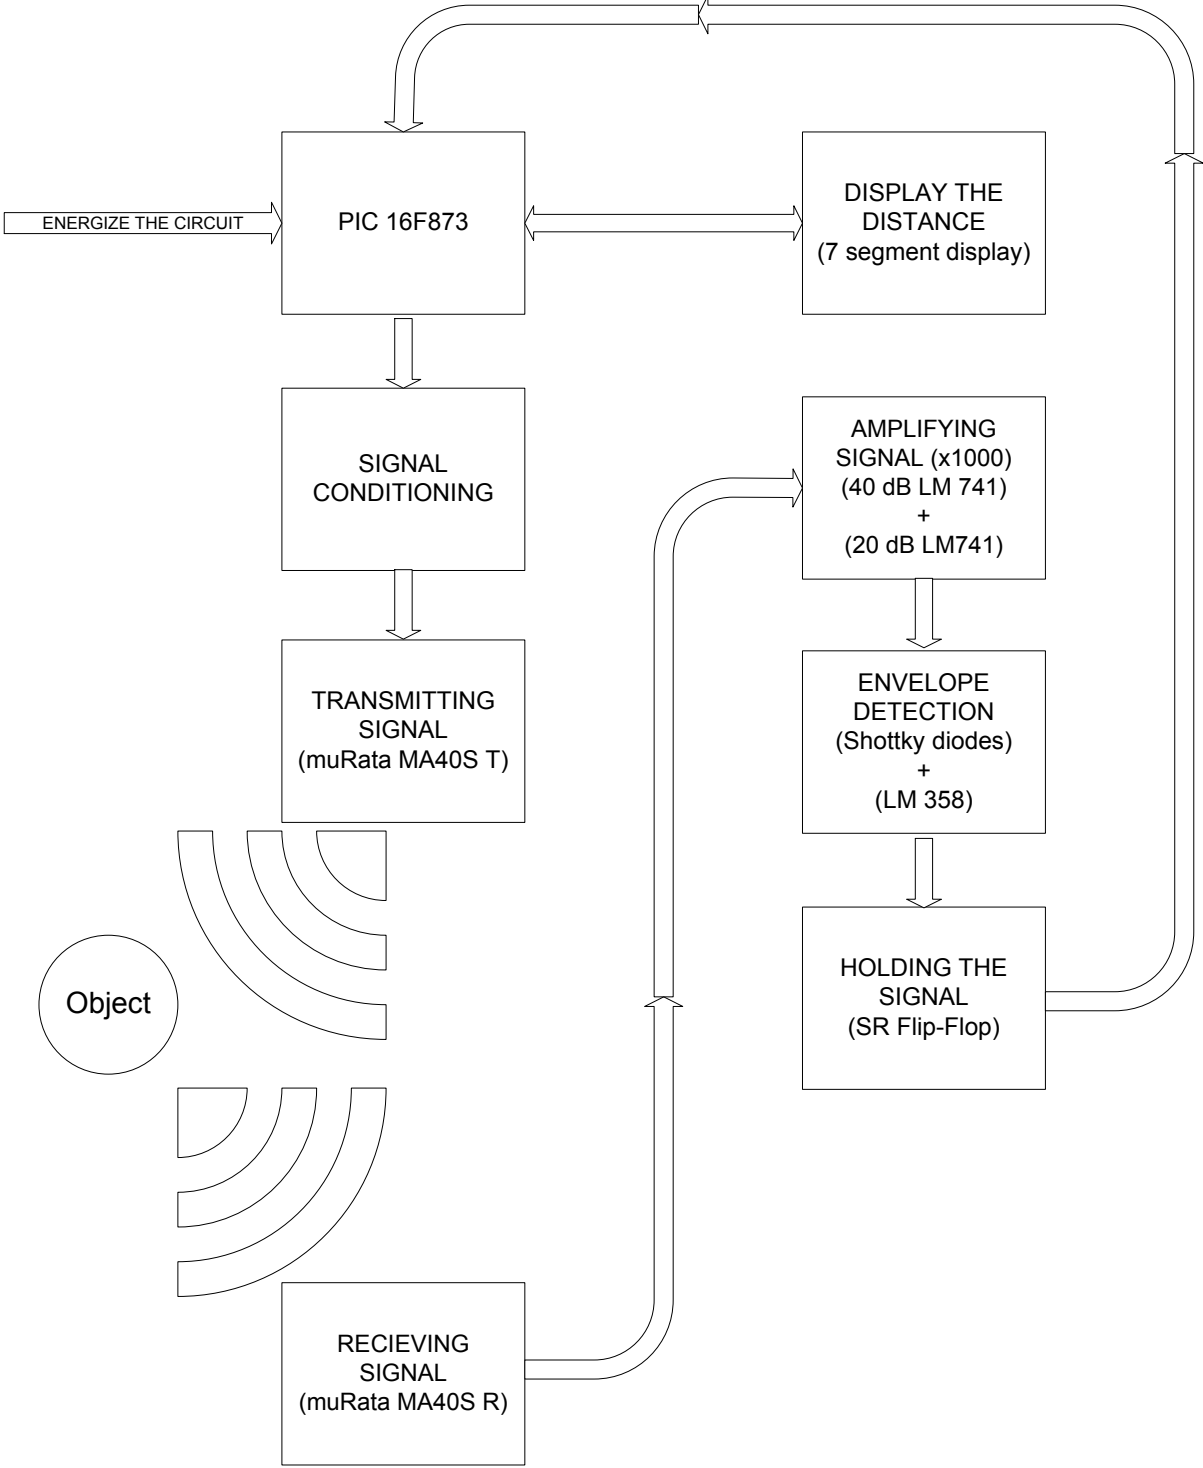 ENERGIZE THE CIRCUIT
PIC 16F873
DISPLAY THE
DISTANCE
(7 segment display)
SIGNAL
CONDITIONING
AMPLIFYING
SIGNAL (x1000)
(40 dB LM 741)
+
(20 dB LM741)
TRANSMITTING
SIGNAL
(muRata MA40S T)
ENVELOPE
DETECTION
(Shottky diodes)
+
(LM 358)
Object
HOLDING THE
SIGNAL
(SR Flip-Flop)
RECIEVING
SIGNAL
(muRata MA40S R)